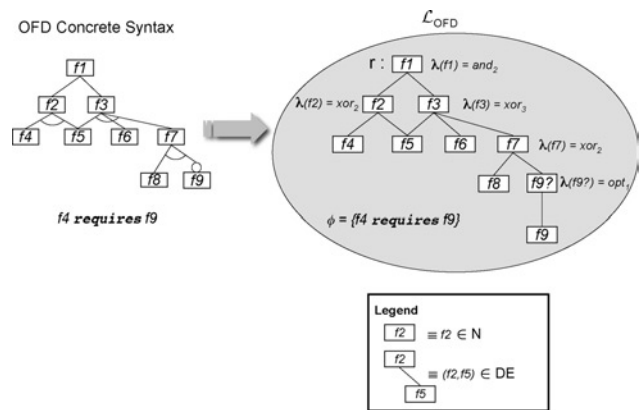 OFD Concrete Syntax
f1
f2 f3
f4 f5 f6 f7
f8 f9
f4 requires f9
ℒOFD
r : f1 λ(f1) = and₂
λ(f2) = xor₂ f2 f3 λ(f3) = xor₃
f4 f5 f6 f7 λ(f7) = xor₂
f8 f9? λ(f9?) = opt₁
ϕ = {f4 requires f9}
f9
Legend
f2 ≡ f2 ∈ N
f2
≡ (f2,f5) ∈ DE
f5